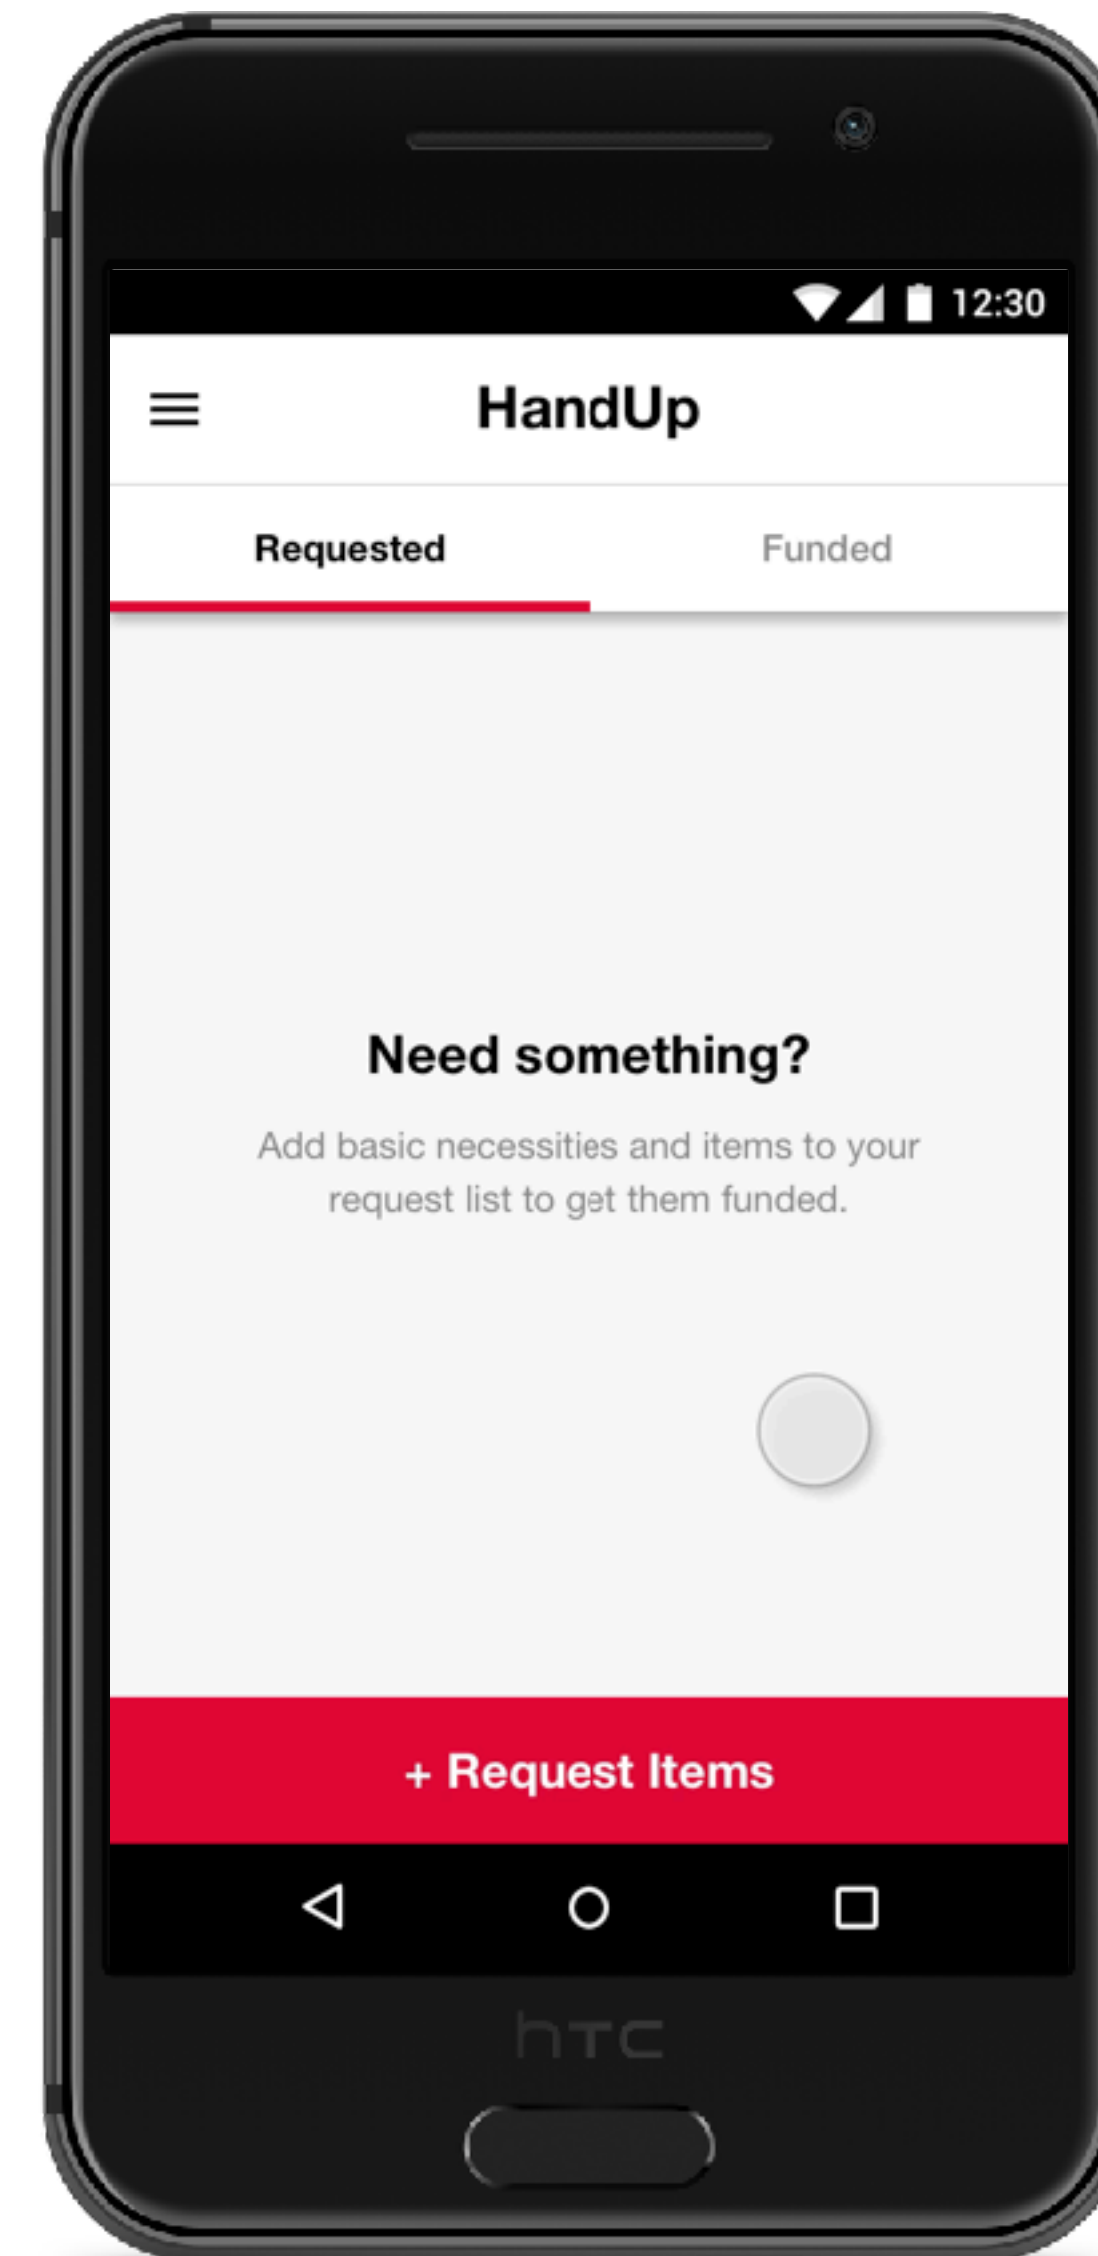 12:30
HandUp
Requested
Funded
Need something?
Add basic necessities and items to your
request list to get them funded.
+ Request Items
hTC